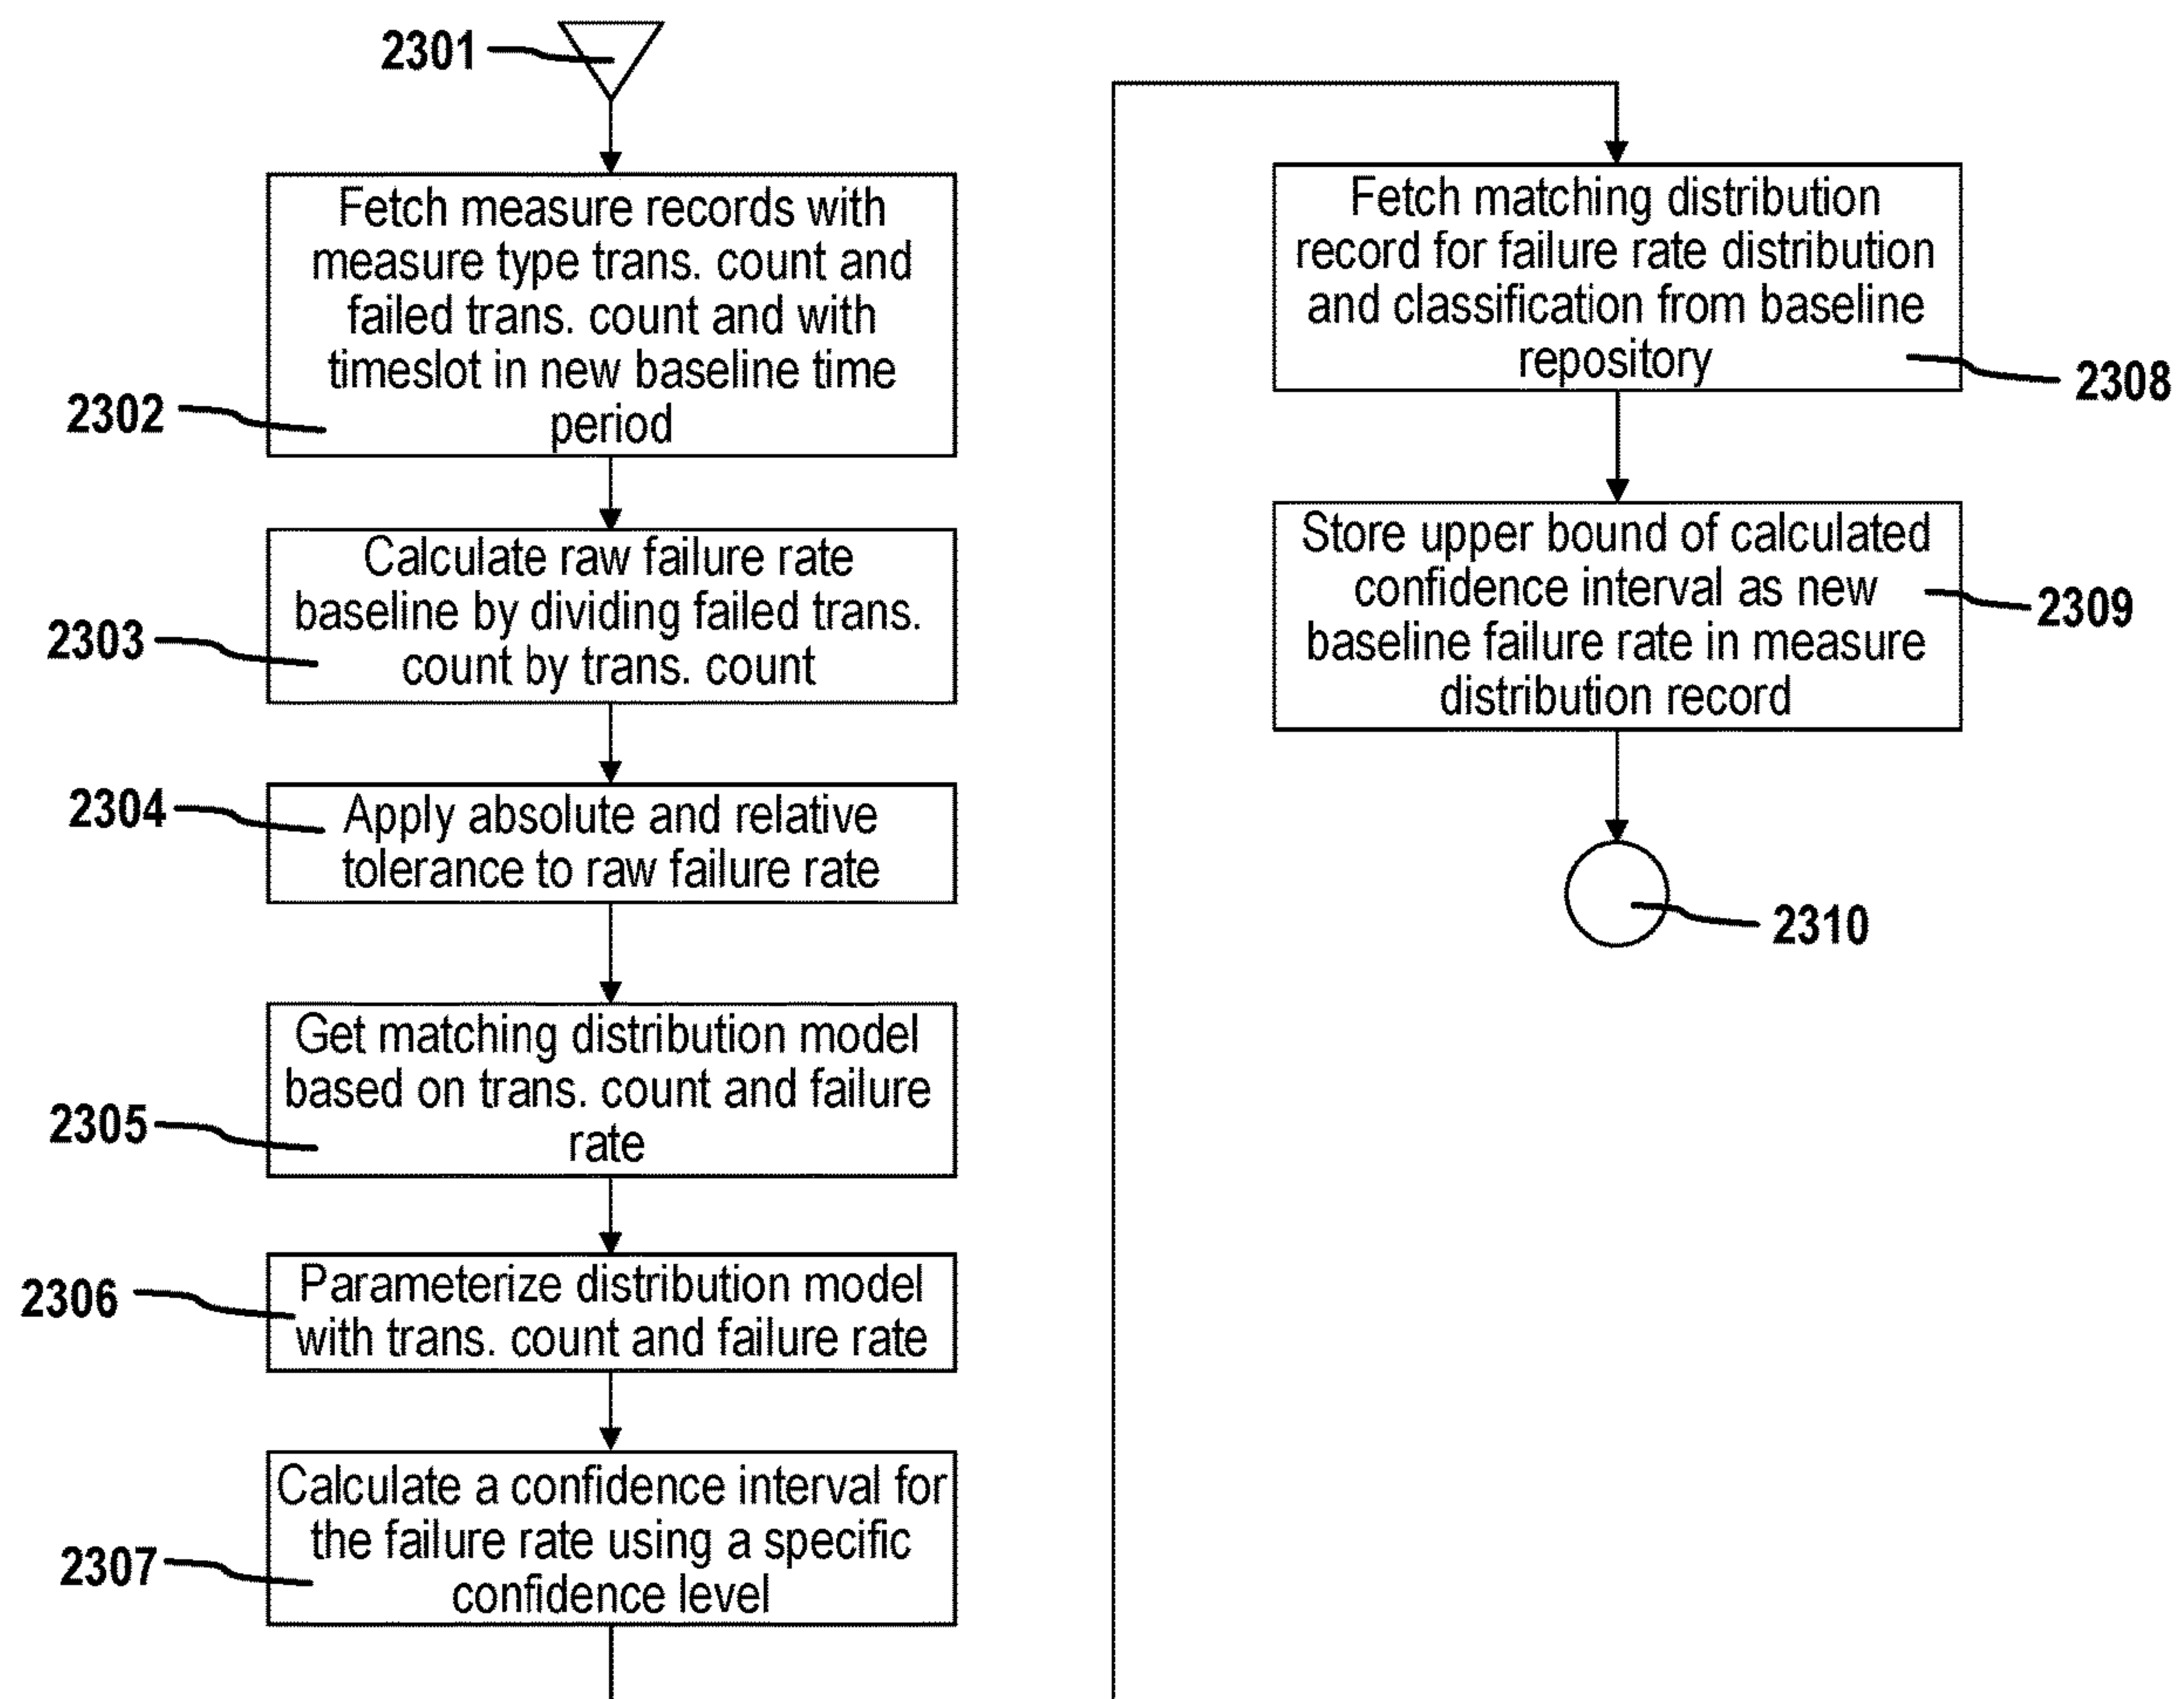 2301
Fetch measure records with
measure type trans. count and
failed trans. count and with
timeslot in new baseline time
period
2302
Calculate raw failure rate
baseline by dividing failed trans.
count by trans. count
2303
2304
Apply absolute and relative
tolerance to raw failure rate
Get matching distribution model
based on trans. count and failure
rate
2305
Parameterize distribution model
with trans. count and failure rate
2306
Calculate a confidence interval for
the failure rate using a specific
confidence level
2307
Fetch matching distribution
record for failure rate distribution
and classification from baseline
repository
2308
Store upper bound of calculated
confidence interval as new
baseline failure rate in measure
distribution record
2309
2310